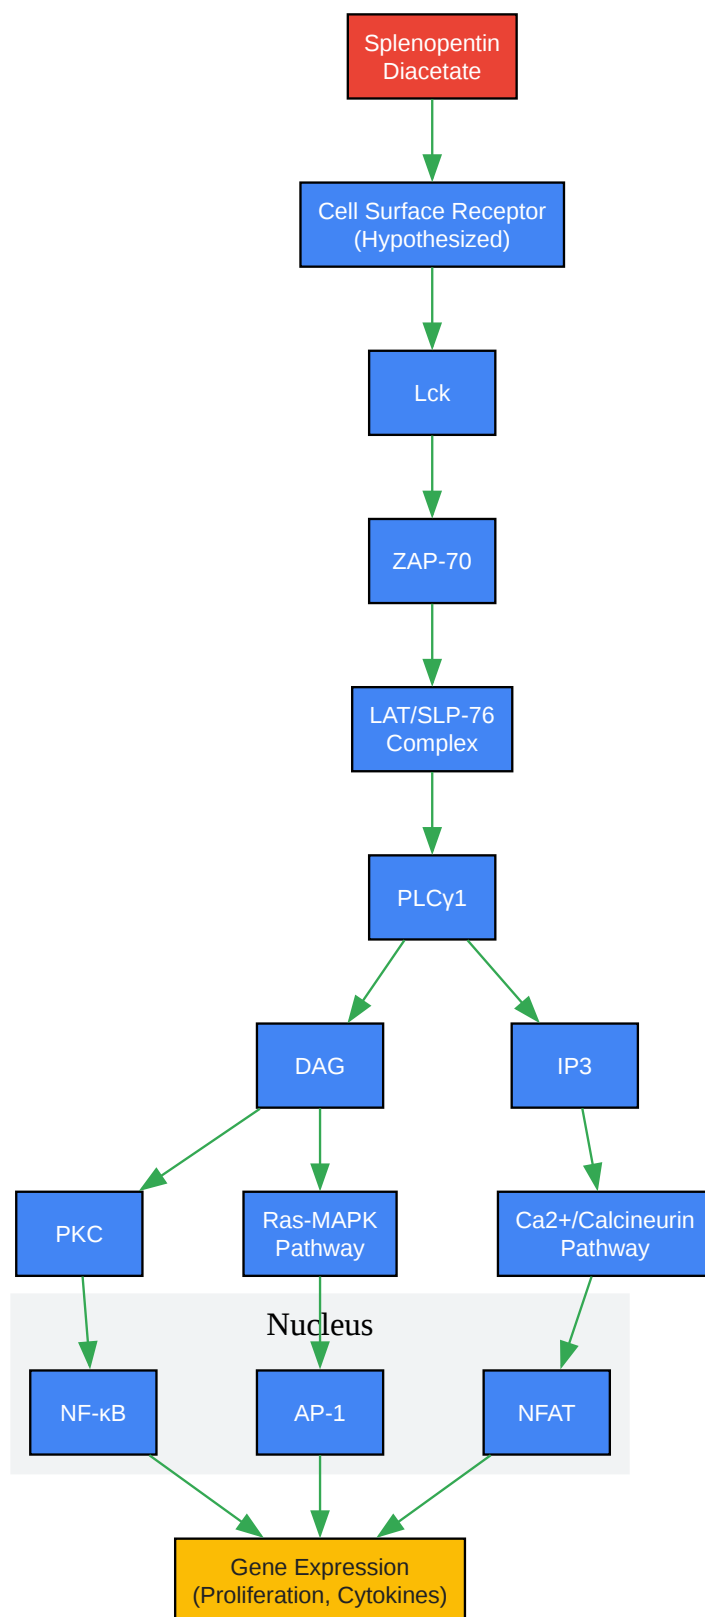 Splenopentin
Diacetate
Cell Surface Receptor
(Hypothesized)
Lck
ZAP-70
LAT/SLP-76
Complex
PLCγ1
DAG
IP3
PKC
Ras-MAPK
Pathway
Ca2+/Calcineurin
Pathway
Nucleus
NF-κB
AP-1
NFAT
Gene Expression
(Proliferation, Cytokines)